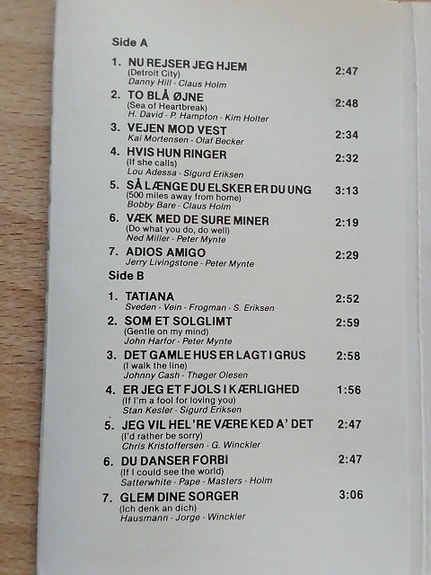 Side A
1. NU REJSER JEG HJEM 2:47
(Detroit City)
Danny Hill - Claus Holm
2. TO BLÅ ØJNE 2:48
(Sea of Heartbreak)
H. David - P. Hampton - Kim Holter
3. VEJEN MOD VEST 2:34
Kai Mortensen - Olaf Becker
4. HVIS HUN RINGER 2:32
(If she calls)
Lou Adessa - Sigurd Eriksen
5. SÅ LÆNGE DU ELSKER ER DU UNG 3:13
(500 miles away from home)
Bobby Bare - Claus Holm
6. VÆK MED DE SURE MINER 2:19
(Do what you do, do well)
Ned Miller - Peter Mynte
7. ADIOS AMIGO 2:29
Jerry Livingstone - Peter Mynte
Side B
1. TATIANA 2:52
Sveden - Vein - Frogman - S. Eriksen
2. SOM ET SOLGLIMT 2:59
(Gentle on my mind)
John Harfor - Peter Mynte
3. DET GAMLE HUS ER LAGT I GRUS 2:58
(I walk the line)
Johnny Cash - Thøger Olesen
4. ER JEG ET FJOLS I KÆRLIGHED 1:56
(If I'm a fool for loving you)
Stan Kesler - Sigurd Eriksen
5. JEG VIL HEL'RE VÆRE KED A' DET 2:47
(I'd rather be sorry)
Chris Kristoffersen - G. Winckler
6. DU DANSER FORBI 2:47
(If I could see the world)
Satterwhite - Pape - Masters - Holm
7. GLEM DINE SORGER 3:06
(Ich denk an dich)
Hausmann - Jorge - Winckler